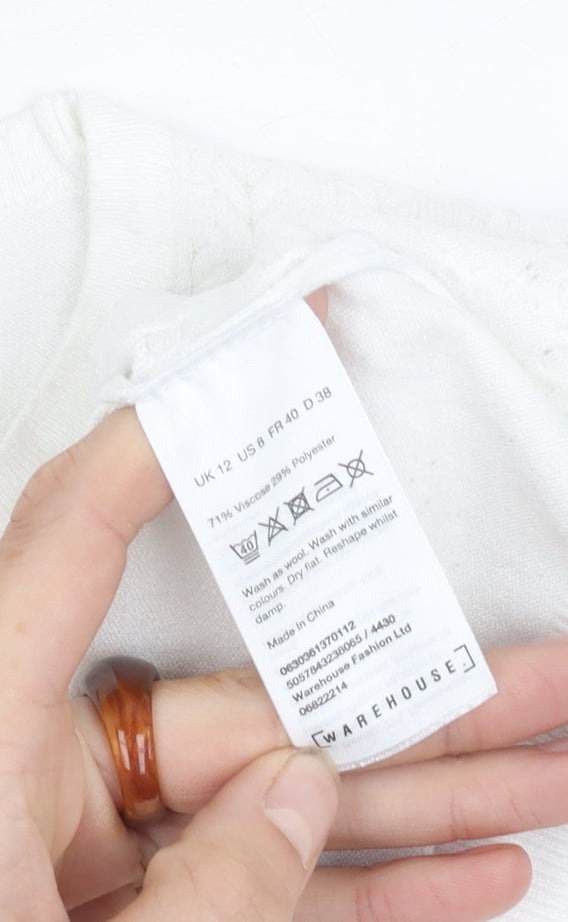 UK 12 US 8 FR 40 D 38
71% Viscose 29% Polyester
40
Wash as wool. Wash with similar
colours. Dry flat. Reshape whilst
damp.
Made in China
0630361370112
5057843238065 / 4430
Warehouse Fashion Ltd
06822214
WAREHOUSE.